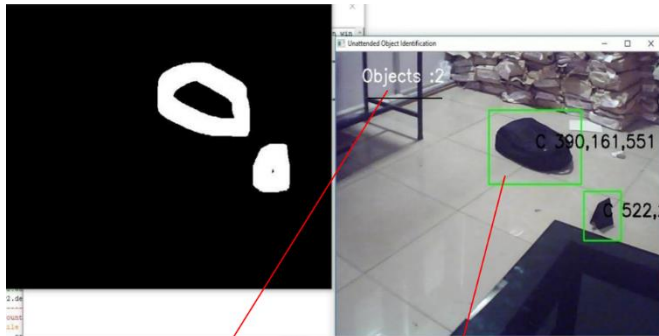 Unattended Object Identification
Objects :2
C 390,161,551
C 522,